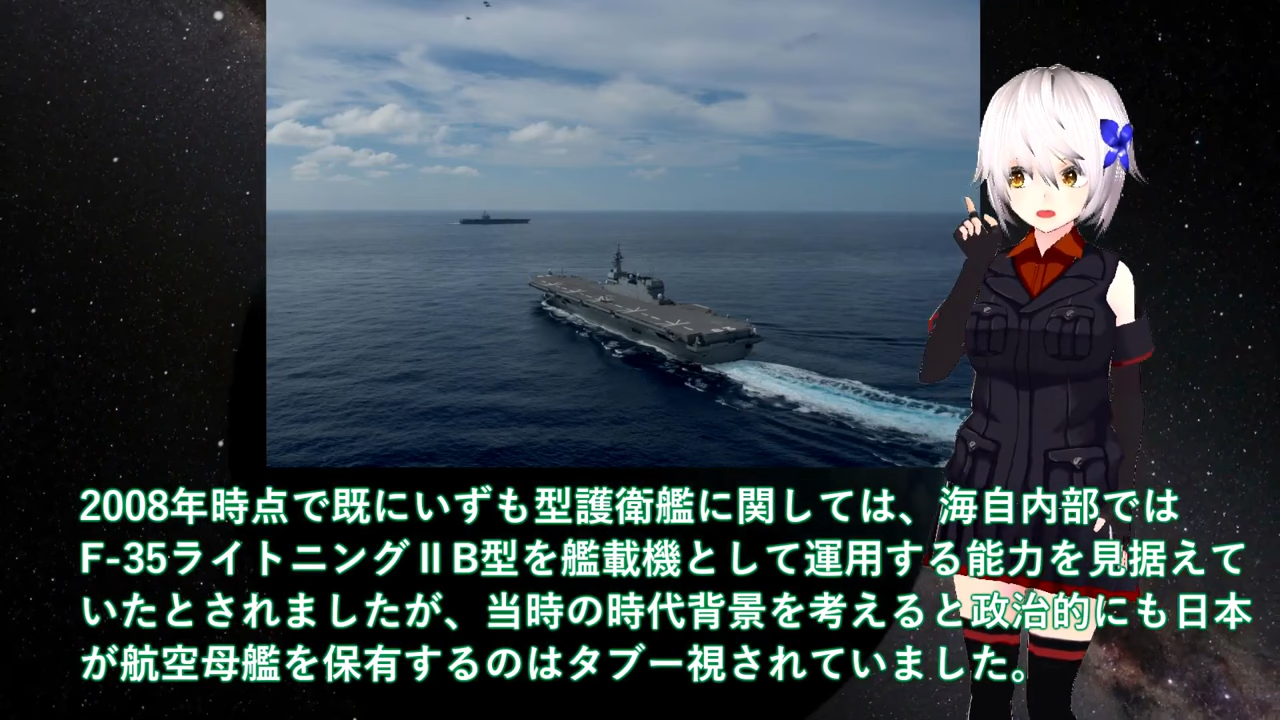 2008年時点で既にいずも型護衛艦に関しては、海自内部では
F-35ライトニングⅡB型を艦載機として運用する能力を見据えて
いたとされましたが、当時の時代背景を考えると政治的にも日本
が航空母艦を保有するのはタブー視されていました。